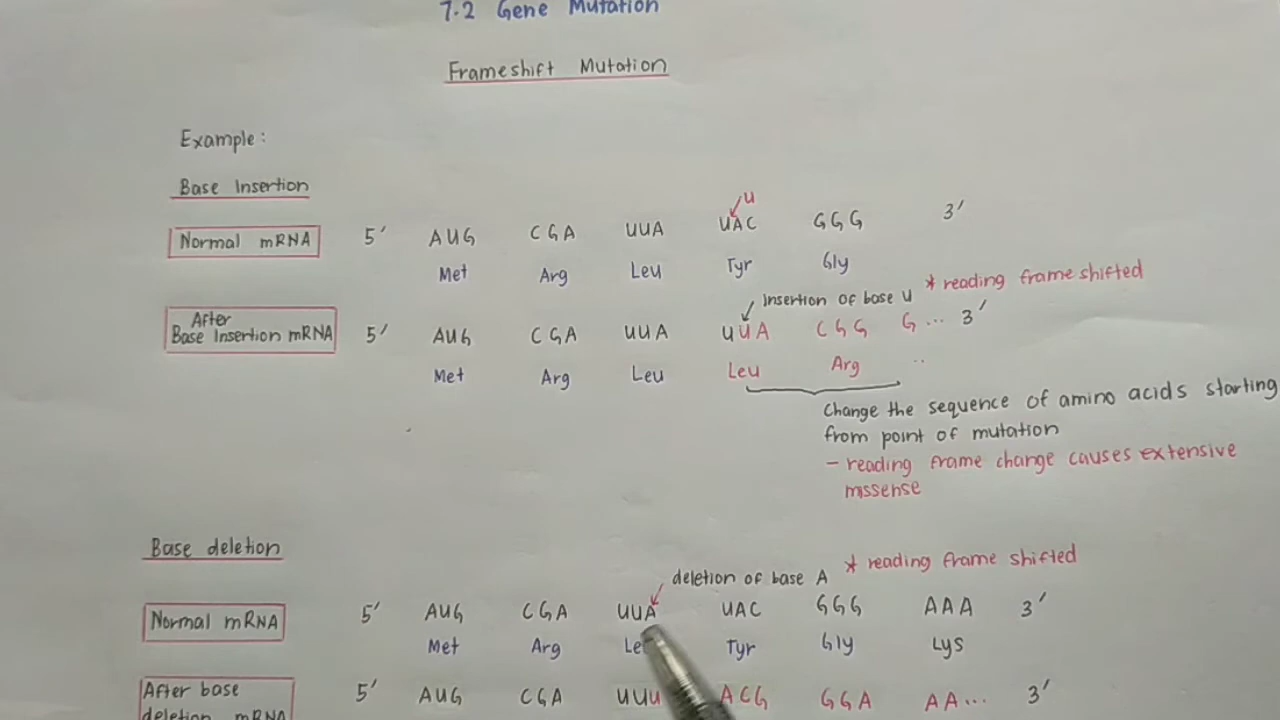 7.2 Gene Mutation
Frameshift Mutation
Example:
Base Insertion
u
Normal mRNA 5' AUG CGA UUA UAC GGG 3'
Met Arg Leu Tyr Gly
* reading frame shifted
Insertion of base U
After
Base Insertion mRNA 5' AUG CGA UUA UUA CGG G... 3'
Met Arg Leu Leu Arg ..
Change the sequence of amino acids starting
from point of mutation
- reading frame change causes extensive
missense
Base deletion
deletion of base A * reading frame shifted
Normal mRNA 5' AUG CGA UUA UAC GGG AAA 3'
Met Arg Tyr Gly Lys
After base
deletion mRNA 5' AUG CGA UUU ACG GGA AA... 3'